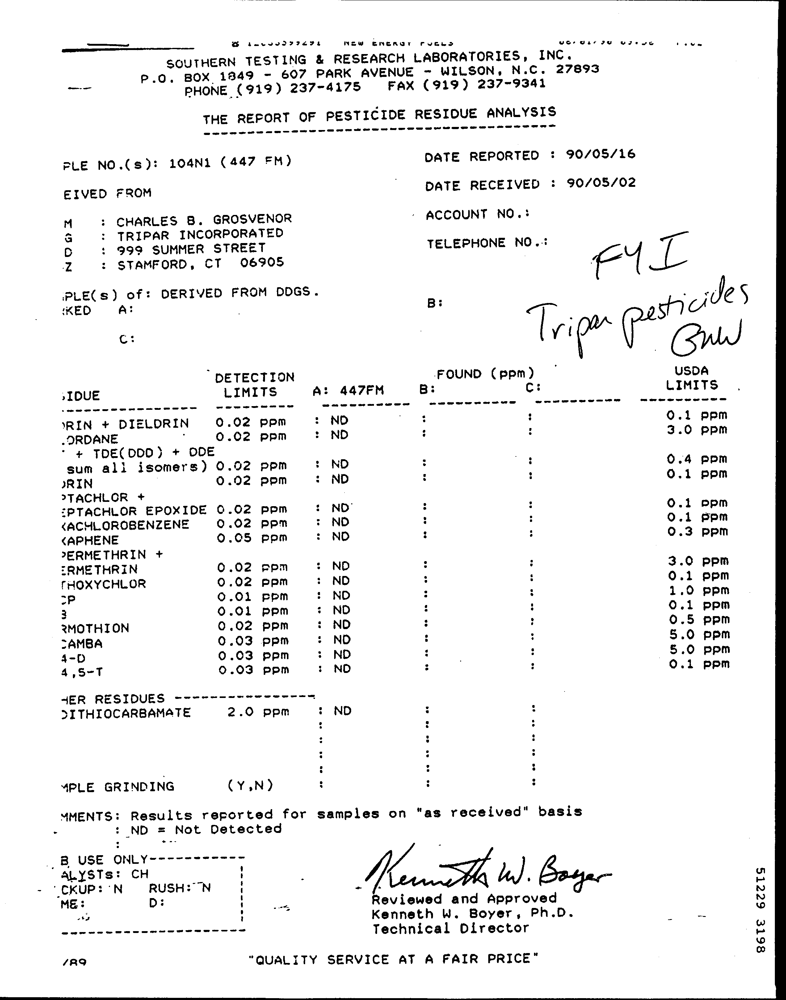 NEW ENERGY FUELS
SOUTHERN TESTING & RESEARCH LABORATORIES, INC.
P.O. BOX 1849 - 607 PARK AVENUE - WILSON, N.C. 27893
PHONE (919) 237-4175 FAX (919) 237-9341
THE REPORT OF PESTICIDE RESIDUE ANALYSIS
PLE NO.(s): 104N1 (447 FM) DATE REPORTED : 90/05/16
EIVED FROM DATE RECEIVED : 90/05/02
M : CHARLES B. GROSVENOR ACCOUNT NO.:
G : TRIPAR INCORPORATED
D : 999 SUMMER STREET TELEPHONE NO.:
Z : STAMFORD, CT 06905
FYI
PLE(s) of: DERIVED FROM DDGS.
KED A: B:
Tripar pesticides
C:
DETECTION FOUND (ppm) USDA
IDUE LIMITS A: 447FM B: C: LIMITS
RIN + DIELDRIN 0.02 ppm : ND : : 0.1 ppm
ORDANE 0.02 ppm : ND : : 3.0 ppm
+ TDE(DDD) + DDE
sum all isomers) 0.02 ppm : ND : : 0.4 ppm
RIN 0.02 ppm : ND : : 0.1 ppm
PTACHLOR +
EPTACHLOR EPOXIDE 0.02 ppm : ND : : 0.1 ppm
XACHLOROBENZENE 0.02 ppm : ND : : 0.1 ppm
XAPHENE 0.05 ppm : ND : : 0.3 ppm
PERMETHRIN +
ERMETHRIN 0.02 ppm : ND : : 3.0 ppm
THOXYCHLOR 0.02 ppm : ND : : 0.1 ppm
CP 0.01 ppm : ND : : 1.0 ppm
B 0.01 ppm : ND : : 0.1 ppm
RMOTHION 0.02 ppm : ND : : 0.5 ppm
CAMBA 0.03 ppm : ND : : 5.0 ppm
4-D 0.03 ppm : ND : : 5.0 ppm
4,5-T 0.03 ppm : ND : : 0.1 ppm
HER RESIDUES -----------------
DITHIOCARBAMATE 2.0 ppm : ND : :
: : :
: : :
: : :
: : :
MPLE GRINDING (Y,N) : : :
MMENTS: Results reported for samples on "as received" basis
: ND = Not Detected
:
B USE ONLY------------
ALYSTs: CH
CKUP: N RUSH: N
ME: D:
Kenneth W. Boyer
Reviewed and Approved
Kenneth W. Boyer, Ph.D.
Technical Director
/89 "QUALITY SERVICE AT A FAIR PRICE"
51229 3198